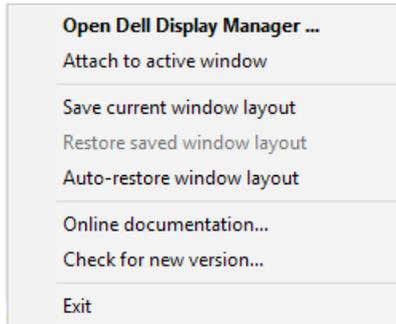 Open Dell Display Manager ...
Attach to active window
Save current window layout
Restore saved window layout
Auto-restore window layout
Online documentation...
Check for new version...
Exit